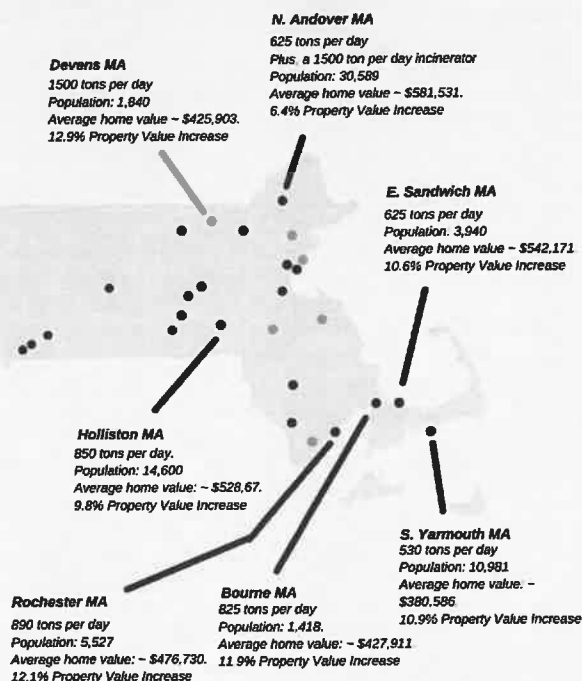 N. Andover MA
625 tons per day
Plus, a 1500 ton per day incinerator
Population: 30,589
Average home value ~ $581,531.
6.4% Property Value Increase
Devens MA
1500 tons per day
Population: 1,840
Average home value ~ $425,903.
12.9% Property Value Increase
E. Sandwich MA
625 tons per day
Population. 3,940
Average home value ~ $542,171
10.6% Property Value Increase
Holliston MA
850 tons per day.
Population: 14,600
Average home value: ~ $528,67.
9.8% Property Value Increase
S. Yarmouth MA
530 tons per day
Population: 10,981
Average home value. ~
$380.586
10.9% Property Value Increase
Bourne MA
825 tons per day
Population: 1,418.
Average home value: ~ $427,911
11.9% Property Value Increase
Rochester MA
890 tons per day
Population: 5,527
Average home value: ~ $476,730.
12.1% Property Value Increase